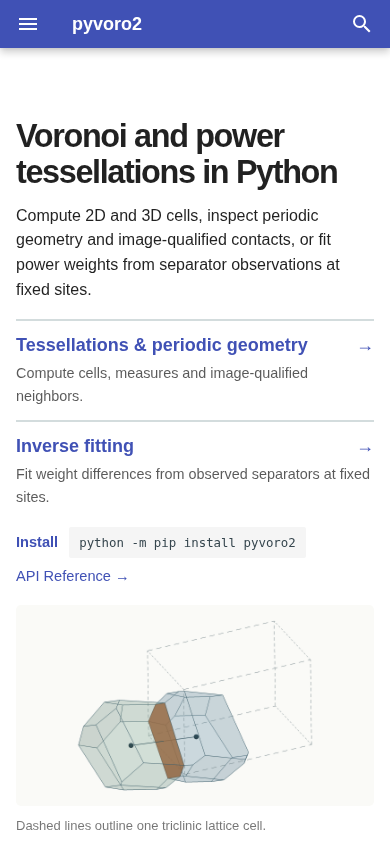 pyvoro2
Voronoi and power
tessellations in Python
Compute 2D and 3D cells, inspect periodic
geometry and image-qualified contacts, or fit
power weights from separator observations at
fixed sites.
Tessellations & periodic geometry →
Compute cells, measures and image-qualified
neighbors.
Inverse fitting →
Fit weight differences from observed separators at fixed
sites.
Install python -m pip install pyvoro2
API Reference →
Dashed lines outline one triclinic lattice cell.